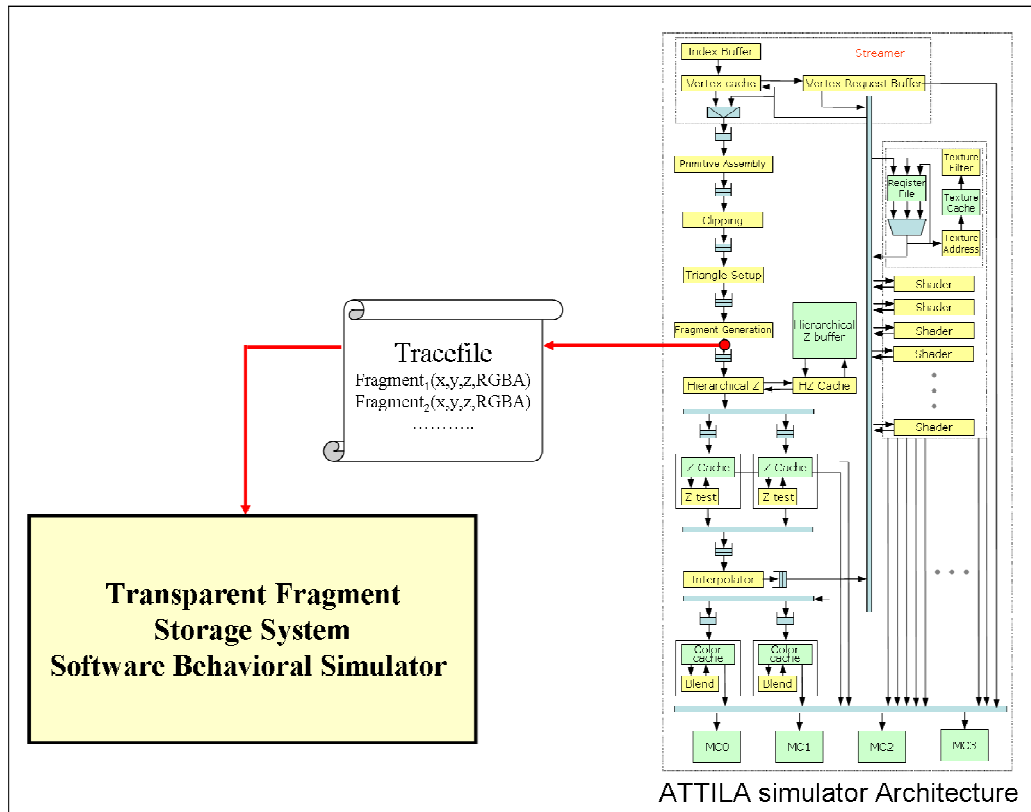 Index Buffer
Streamer
Vertex cache
Vertex Request Buffer
Primitive Assembly
Clipping
Triangle Setup
Fragment Generation
Hierarchical
Z buffer
Hierarchical Z
HZ Cache
Z Cache
Z Cache
Z test
Z test
Interpolator
Color
cache
Color
cache
Blend
Blend
Register
File
Texture
Filter
Texture
Cache
Texture
Address
Shader
Shader
Shader
Shader
Shader
MC0
MC1
MC2
MC3
Tracefile
Fragment1(x,y,z,RGBA)
Fragment2(x,y,z,RGBA)
………..
Transparent Fragment
Storage System
Software Behavioral Simulator
ATTILA simulator Architecture